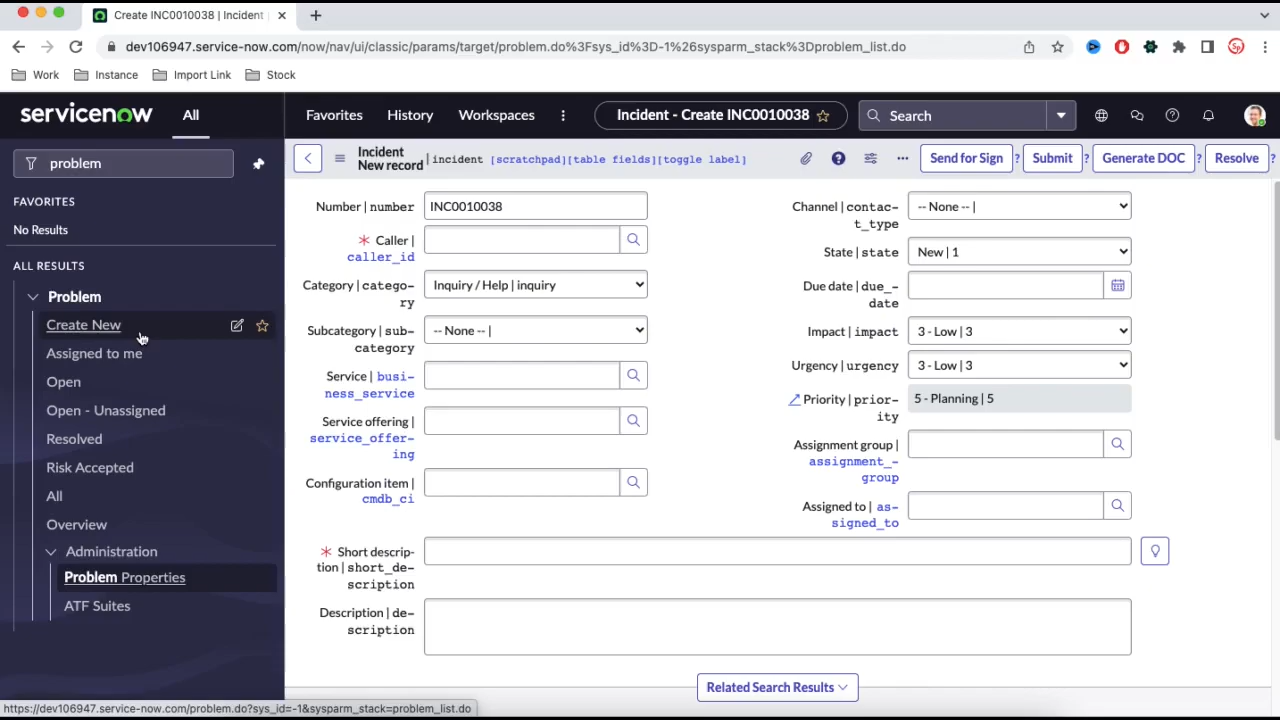 Create INC0010038 | Incident
dev106947.service-now.com/now/nav/ui/classic/params/target/problem.do%3Fsys_id%3D-1%26sysparm_stack%3Dproblem_list.do
Work Instance Import Link Stock
servicenow All Favorites History Workspaces Incident - Create INC0010038 Search
problem
FAVORITES
No Results
ALL RESULTS
Problem
Create New
Assigned to me
Open
Open - Unassigned
Resolved
Risk Accepted
All
Overview
Administration
Problem Properties
ATF Suites
Incident
New record | incident [scratchpad][table fields][toggle label]
Send for Sign ? Submit ? Generate DOC ? Resolve ?
Number | number INC0010038
Caller |
caller_id
Category | catego-
ry
Inquiry / Help | inquiry
Subcategory | sub-
category
-- None -- |
Service | busi-
ness_service
Service offering |
service_offer-
ing
Configuration item |
cmdb_ci
Channel | contac-
t_type
-- None -- |
State | state New | 1
Due date | due_-
date
Impact | impact 3 - Low | 3
Urgency | urgency 3 - Low | 3
Priority | prior-
ity
5 - Planning | 5
Assignment group |
assignment_-
group
Assigned to | as-
signed_to
Short descrip-
tion | short_de-
scription
Description | de-
scription
Related Search Results
https://dev106947.service-now.com/problem.do?sys_id=-1&sysparm_stack=problem_list.do